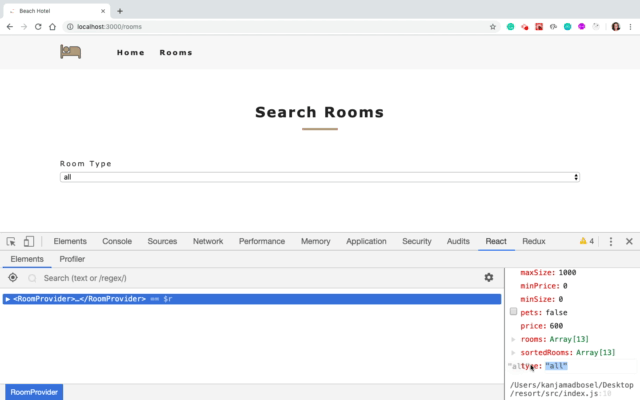 Beach Hotel
localhost:3000/rooms
Home Rooms
Search Rooms
Room Type
all
Elements Console Sources Network Performance Memory Application Security Audits React Redux 4
Elements Profiler
Search (text or /regex/)
<RoomProvider>…</RoomProvider> == $r
maxSize: 1000
minPrice: 0
minSize: 0
pets: false
price: 600
rooms: Array[13]
sortedRooms: Array[13]
type: "all"
/Users/kanjamadbosel/Desktop
/resort/src/index.js:10
RoomProvider